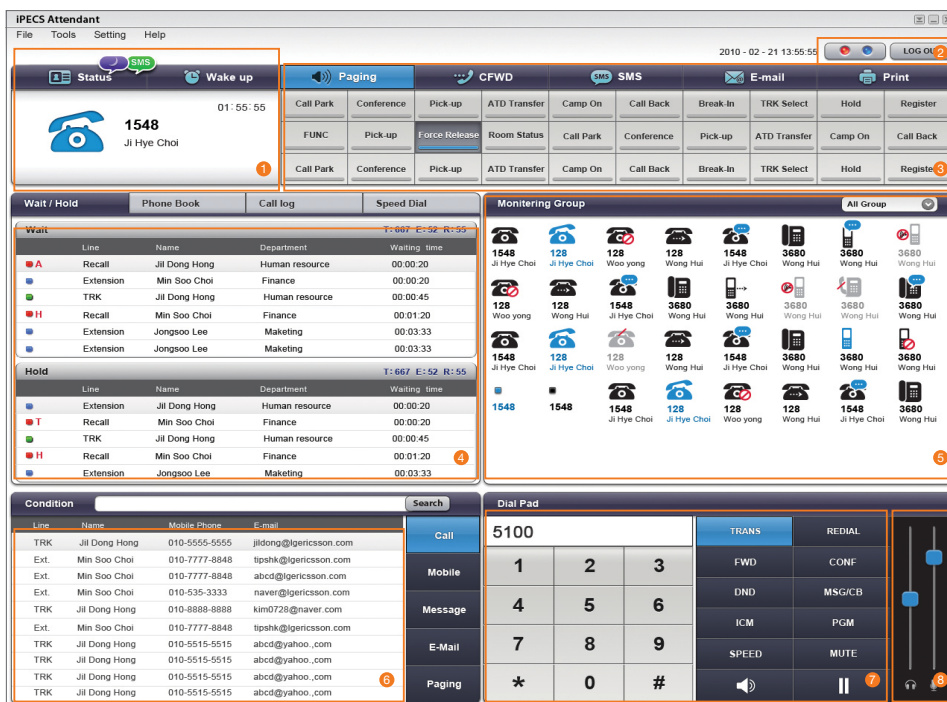 iPECS Attendant
File Tools Setting Help
2010 - 02 - 21 13:55:55 LOG OU 2
SMS
Status Wake up Paging CFWD SMS SMS E-mail Print
01:55:55
1548
Ji Hye Choi
1
Call Park Conference Pick-up ATD Transfer Camp On Call Back Break-In TRK Select Hold Register
FUNC Pick-up Force Release Room Status Call Park Conference Pick-up ATD Transfer Camp On Call Back
Call Park Conference Pick-up ATD Transfer Camp On Call Back Break-In TRK Select Hold Registe 3
Wait / Hold Phone Book Call log Speed Dial
Wait T:667 E:52 R:55
Line Name Department Waiting time
A Recall Jil Dong Hong Human resource 00:00:20
Extension Min Soo Choi Finance 00:00:20
TRK Jil Dong Hong Human resource 00:00:45
H Recall Min Soo Choi Finance 00:01:20
Extension Jongsoo Lee Maketing 00:03:33
Extension Jongsoo Lee Maketing 00:03:33
Hold T:667 E:52 R:55
Line Name Department Waiting time
Extension Jil Dong Hong Human resource 00:00:20
T Recall Min Soo Choi Finance 00:00:20
TRK Jil Dong Hong Human resource 00:00:45
H Recall Min Soo Choi Finance 00:01:20
Extension Jongsoo Lee Maketing 00:03:33
4
Monitering Group All Group
1548 128 128 128 1548 3680 3680 3680
Ji Hye Choi Ji Hye Choi Woo yong Wong Hui Ji Hye Choi Wong Hui Wong Hui Wong Hui
128 128 1548 3680 3680 3680 3680 3680
Woo yong Wong Hui Ji Hye Choi Wong Hui Wong Hui Wong Hui Wong Hui Wong Hui
1548 128 128 128 1548 3680 3680 3680
Ji Hye Choi Ji Hye Choi Woo yong Wong Hui Ji Hye Choi Wong Hui Wong Hui Wong Hui
1548 1548 1548 128 128 128 1548 3680
Ji Hye Choi Ji Hye Choi Woo yong Wong Hui Ji Hye Choi Wong Hui
5
Condition Search
Line Name Mobile Phone E-mail
TRK Jil Dong Hong 010-5555-5555 jildong@lgericsson.com
Ext. Min Soo Choi 010-7777-8848 tipshk@lgericsson.com
Ext. Min Soo Choi 010-7777-8848 abcd@lgericsson.com
Ext. Min Soo Choi 010-535-3333 naver@lgericsson.com
TRK Jil Dong Hong 010-8888-8888 kim0728@naver.com
Ext. Min Soo Choi 010-7777-8848 tipshk@lgericsson.com
TRK Jil Dong Hong 010-5515-5515 abcd@yahoo.,com
TRK Jil Dong Hong 010-5515-5515 abcd@yahoo.,com
TRK Jil Dong Hong 010-5515-5515 abcd@yahoo.,com
TRK Jil Dong Hong 010-5515-5515 abcd@yahoo.,com
6
Call
Mobile
Message
E-Mail
Paging
Dial Pad
5100
1 2 3
4 5 6
7 8 9
* 0 #
TRANS REDIAL
FWD CONF
DND MSG/CB
ICM PGM
SPEED MUTE
7
8